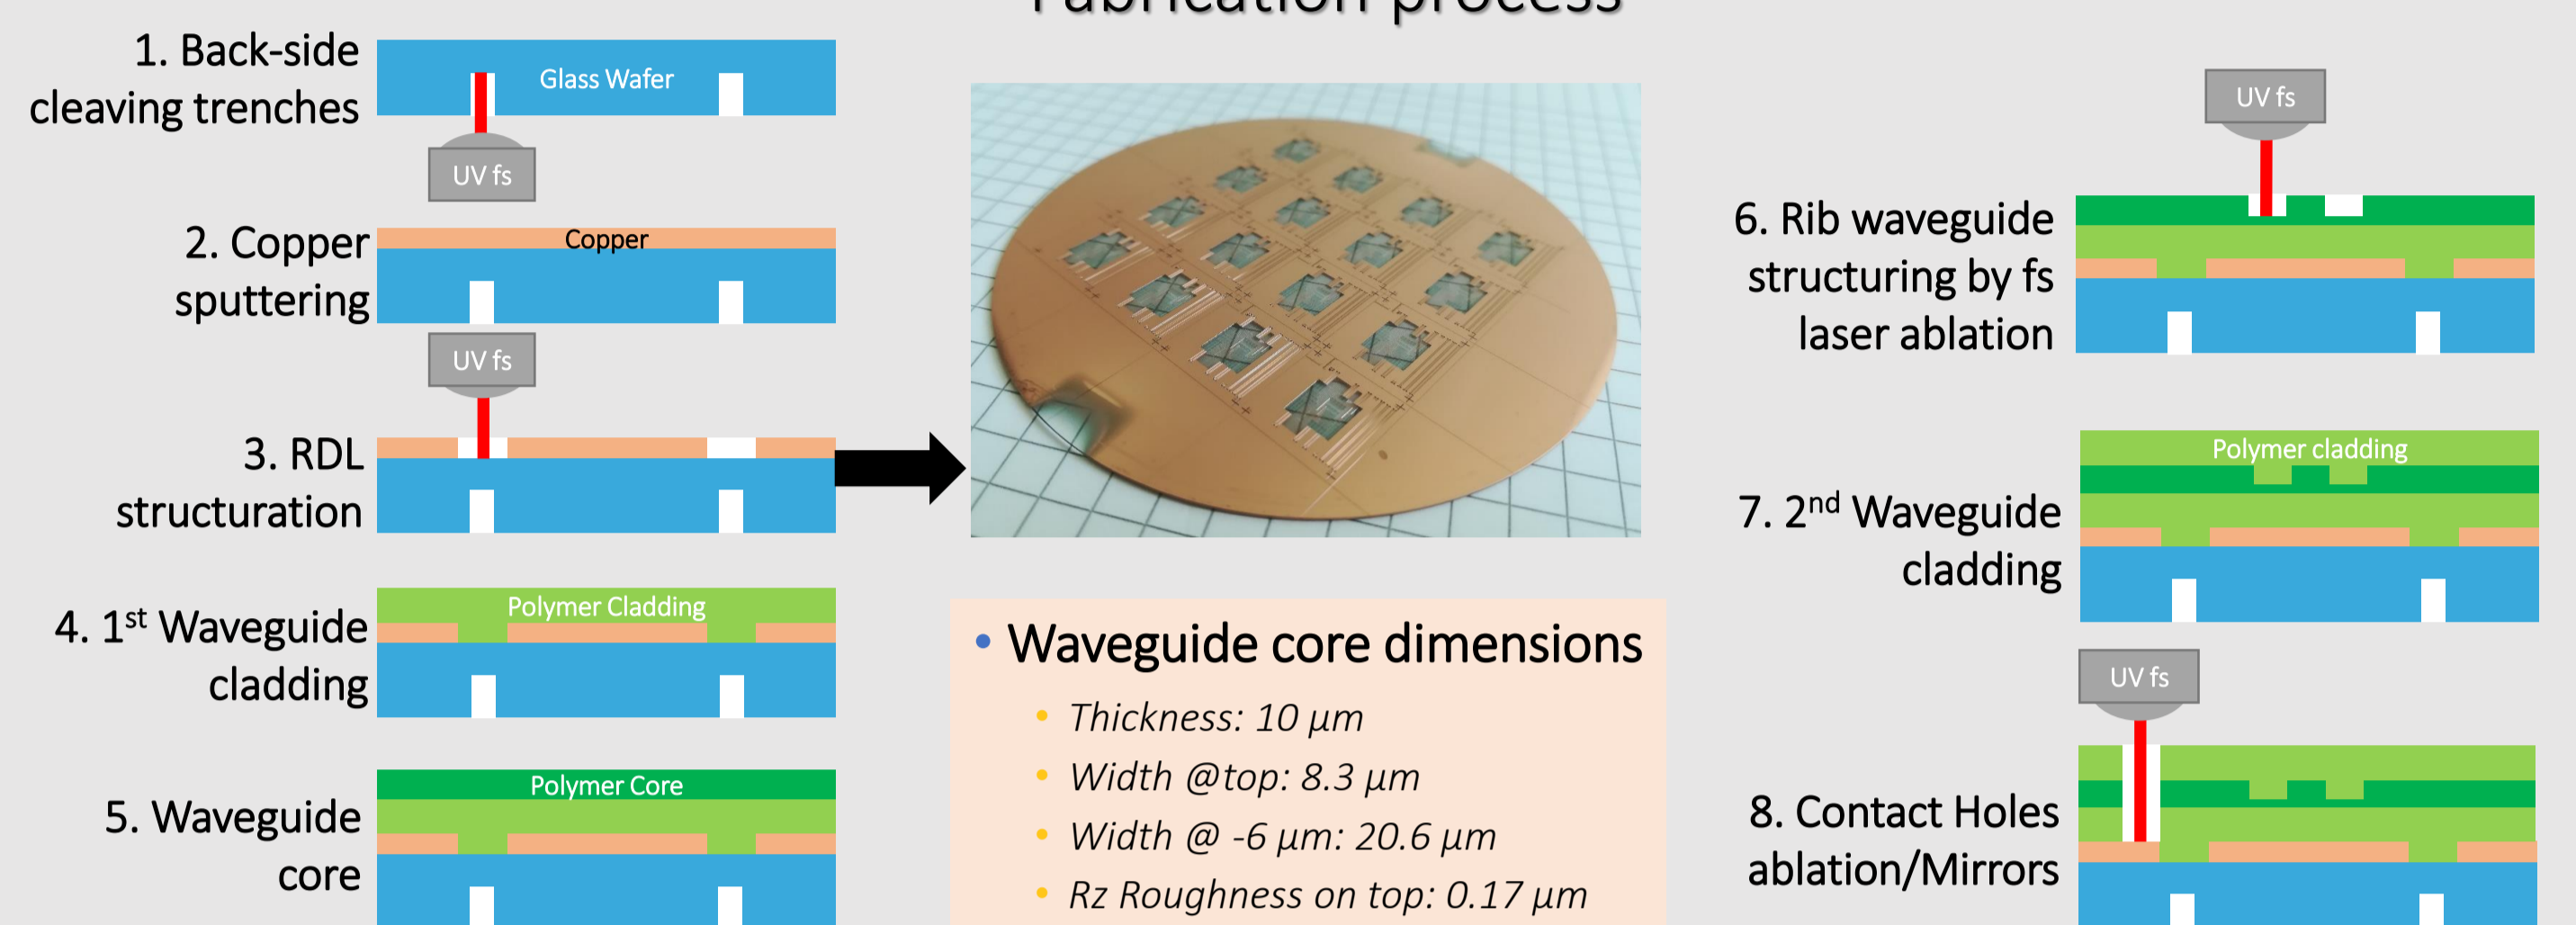 Fabrication process
1. Back-side
cleaving trenches
Glass Wafer
UV fs
2. Copper
sputtering
Copper
UV fs
3. RDL
structuration
4. 1st Waveguide
cladding
Polymer Cladding
5. Waveguide
core
Polymer Core
• Waveguide core dimensions
• Thickness: 10 µm
• Width @top: 8.3 µm
• Width @ -6 µm: 20.6 µm
• Rz Roughness on top: 0.17 µm
UV fs
6. Rib waveguide
structuring by fs
laser ablation
Polymer cladding
7. 2nd Waveguide
cladding
UV fs
8. Contact Holes
ablation/Mirrors